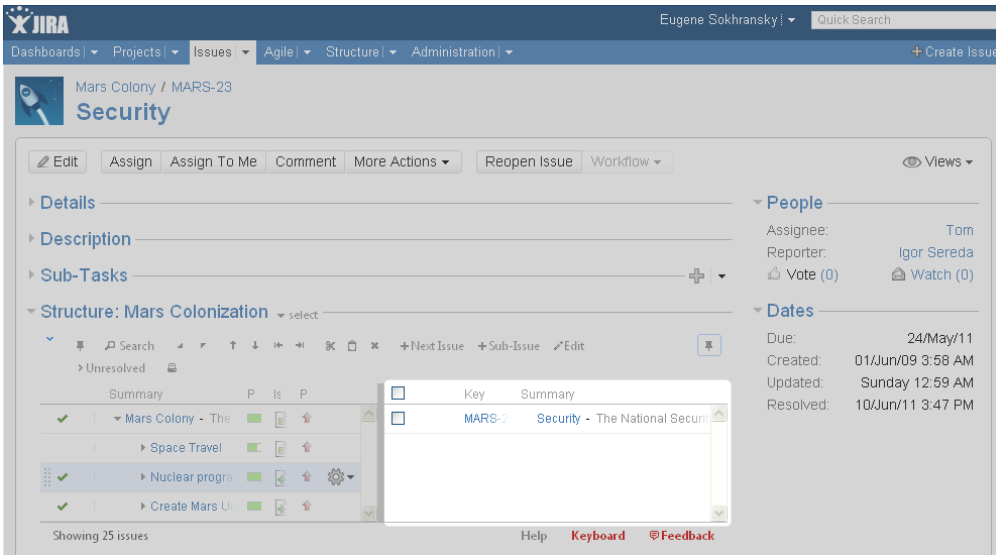 JIRA
Eugene Sokhransky
Quick Search
Dashboards Projects Issues Agile Structure Administration
+ Create Issue
Mars Colony / MARS-23
Security
Edit Assign Assign To Me Comment More Actions Reopen Issue Workflow Views
Details
Description
Sub-Tasks
Structure: Mars Colonization select
Search +Next Issue +Sub-Issue Edit
Unresolved
Summary P Is P
Mars Colony - The
Space Travel
Nuclear progra
Create Mars U
Key Summary
MARS-2 Security - The National Securit
Showing 25 issues
Help Keyboard Feedback
People
Assignee: Tom
Reporter: Igor Sereda
Vote (0) Watch (0)
Dates
Due: 24/May/11
Created: 01/Jun/09 3:58 AM
Updated: Sunday 12:59 AM
Resolved: 10/Jun/11 3:47 PM